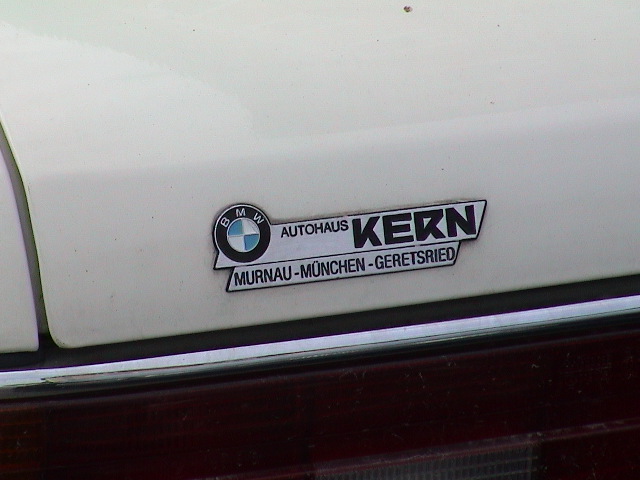 BMW
AUTOHAUS KERN
MURNAU-MÜNCHEN-GERETSRIED